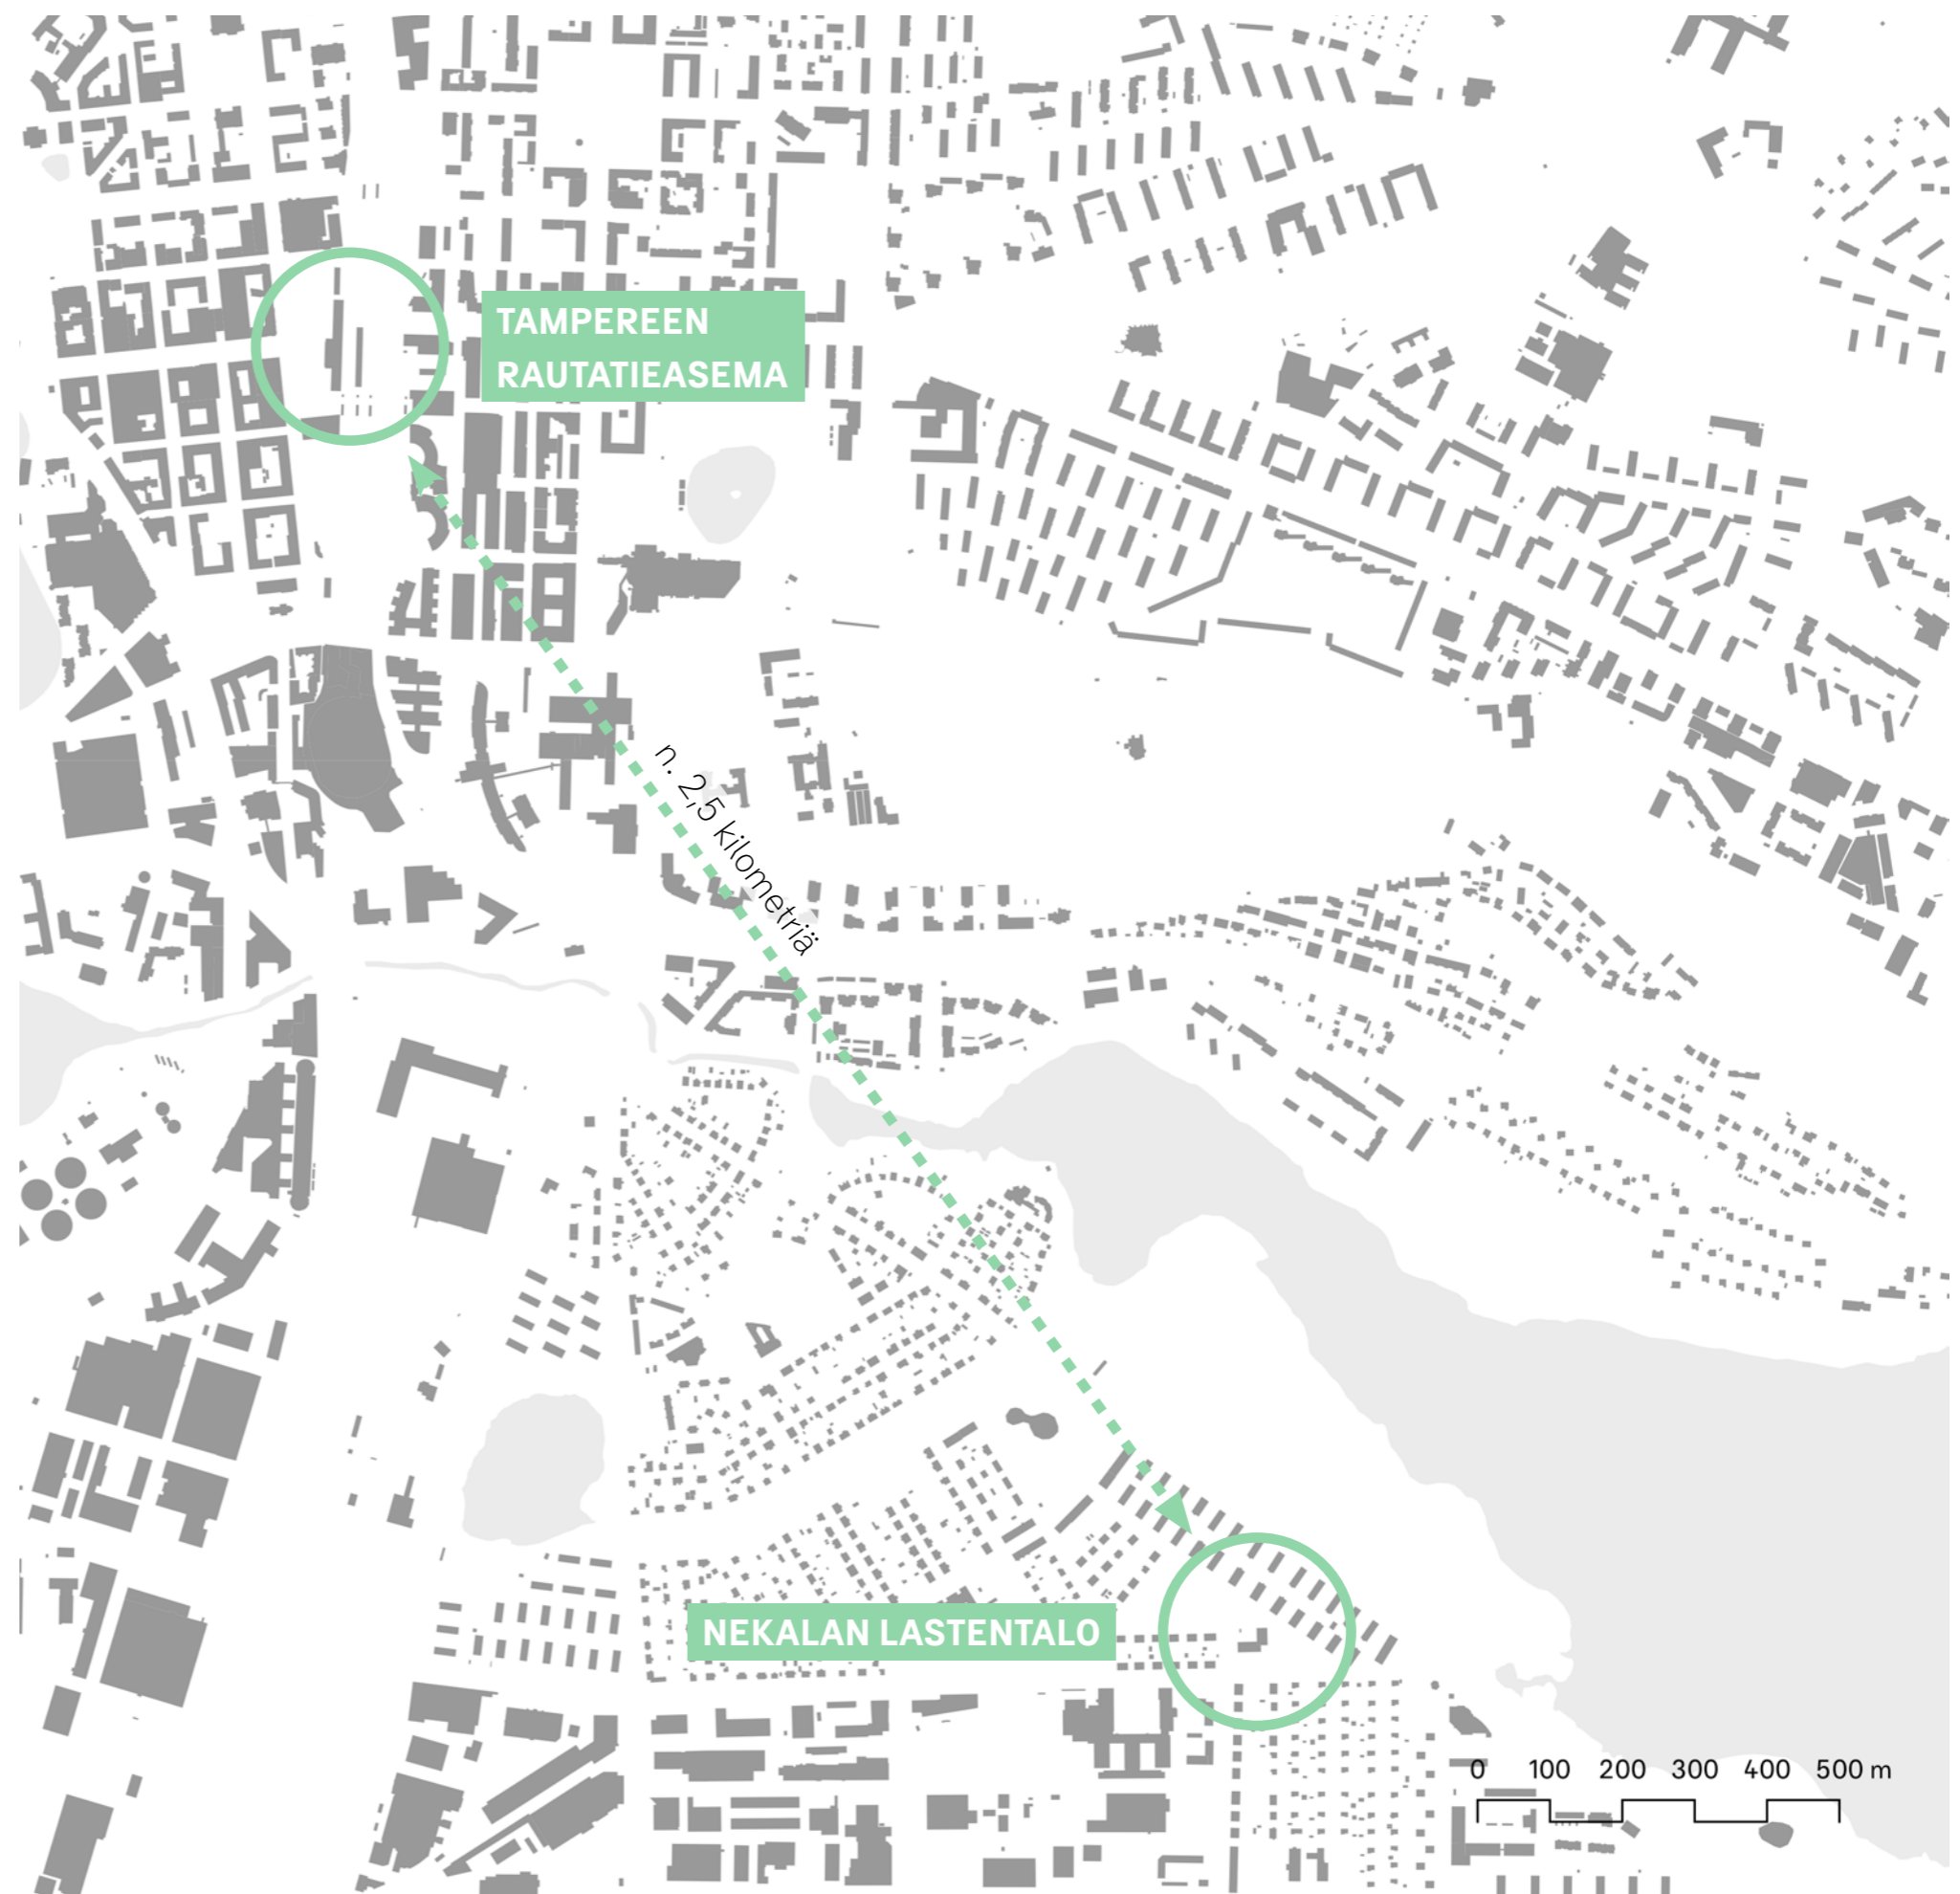 TAMPEREEN
RAUTATIEASEMA
n. 2,5 kilometriä
NEKALAN LASTENTALO
0 100 200 300 400 500 m